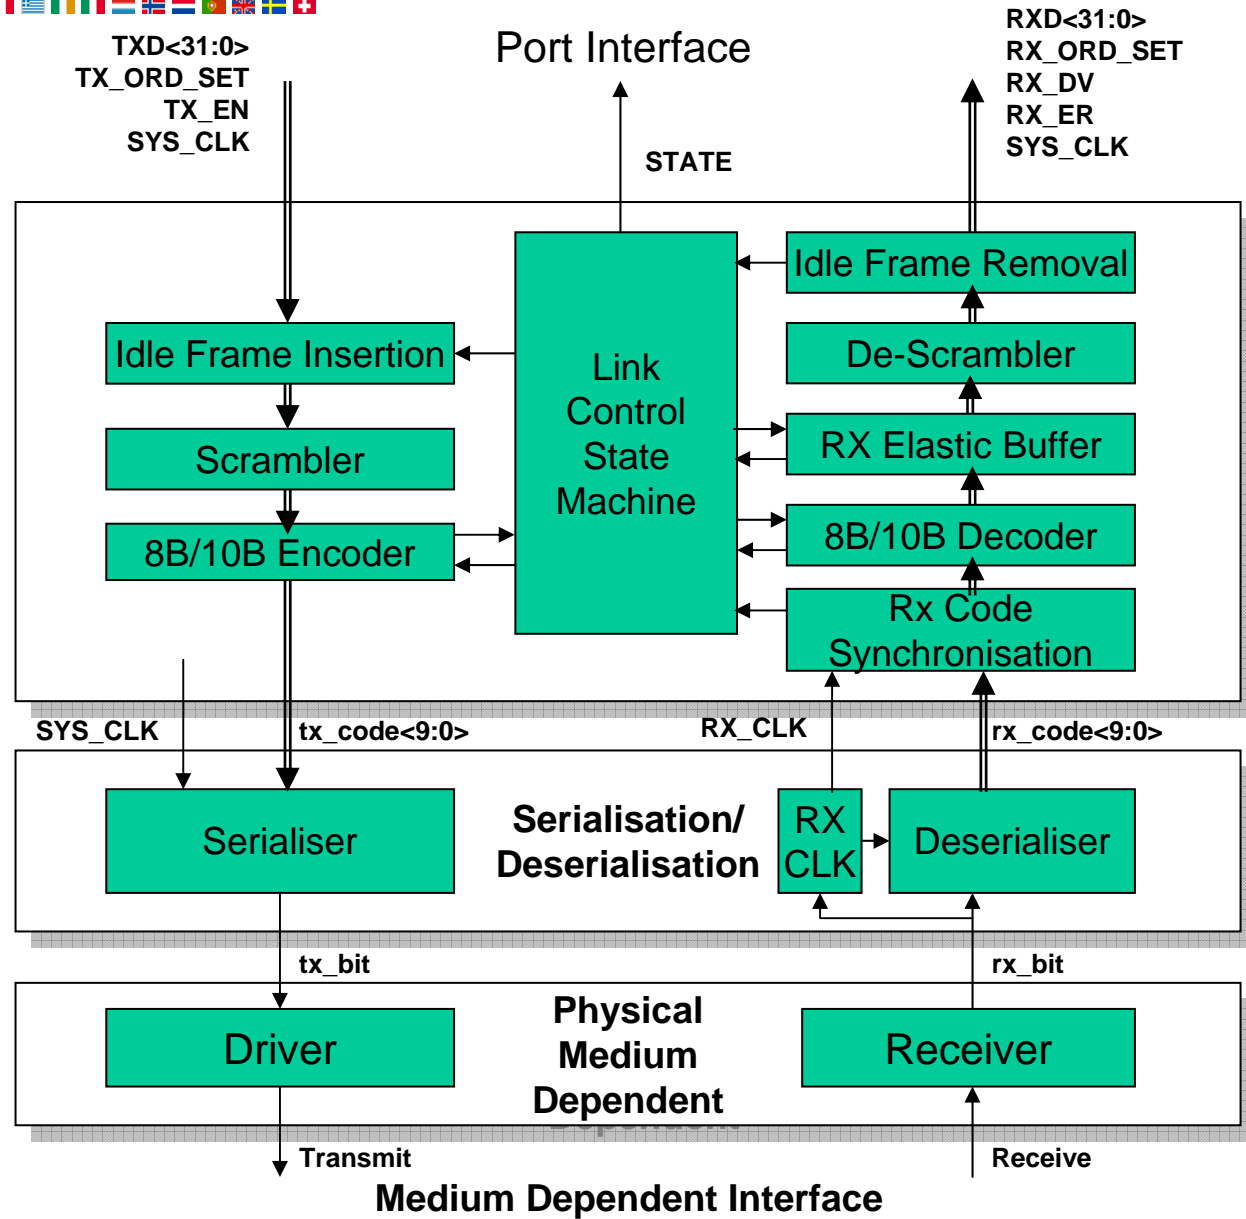 TXD<31:0>
TX_ORD_SET
TX_EN
SYS_CLK
Port Interface
STATE
RXD<31:0>
RX_ORD_SET
RX_DV
RX_ER
SYS_CLK
Idle Frame Insertion
Scrambler
8B/10B Encoder
Link
Control
State
Machine
Idle Frame Removal
De-Scrambler
RX Elastic Buffer
8B/10B Decoder
Rx Code
Synchronisation
SYS_CLK
tx_code<9:0>
RX_CLK
rx_code<9:0>
Serialiser
Serialisation/
Deserialisation
RX
CLK
Deserialiser
tx_bit
rx_bit
Driver
Physical
Medium
Dependent
Receiver
Transmit
Receive
Medium Dependent Interface